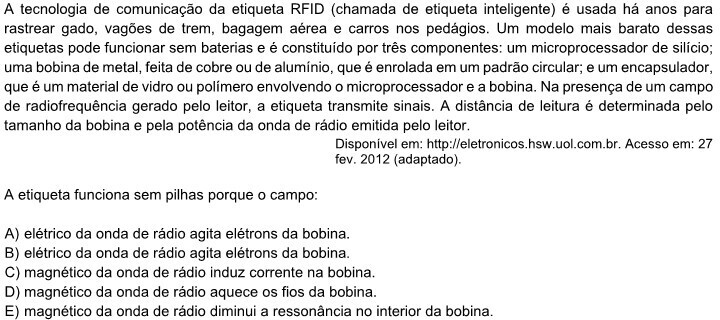 A tecnologia de comunicação da etiqueta RFID (chamada de etiqueta inteligente) é usada há anos para
rastrear gado, vagões de trem, bagagem aérea e carros nos pedágios. Um modelo mais barato dessas
etiquetas pode funcionar sem baterias e é constituído por três componentes: um microprocessador de silício;
uma bobina de metal, feita de cobre ou de alumínio, que é enrolada em um padrão circular; e um encapsulador,
que é um material de vidro ou polímero envolvendo o microprocessador e a bobina. Na presença de um campo
de radiofrequência gerado pelo leitor, a etiqueta transmite sinais. A distância de leitura é determinada pelo
tamanho da bobina e pela potência da onda de rádio emitida pelo leitor.
Disponível em: http://eletronicos.hsw.uol.com.br. Acesso em: 27
fev. 2012 (adaptado).
A etiqueta funciona sem pilhas porque o campo:
A) elétrico da onda de rádio agita elétrons da bobina.
B) elétrico da onda de rádio agita elétrons da bobina.
C) magnético da onda de rádio induz corrente na bobina.
D) magnético da onda de rádio aquece os fios da bobina.
E) magnético da onda de rádio diminui a ressonância no interior da bobina.